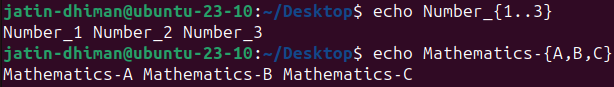 jatin-dhiman@ubuntu-23-10:~/Desktop$ echo Number_{1..3}
Number_1 Number_2 Number_3
jatin-dhiman@ubuntu-23-10:~/Desktop$ echo Mathematics-{A,B,C}
Mathematics-A Mathematics-B Mathematics-C